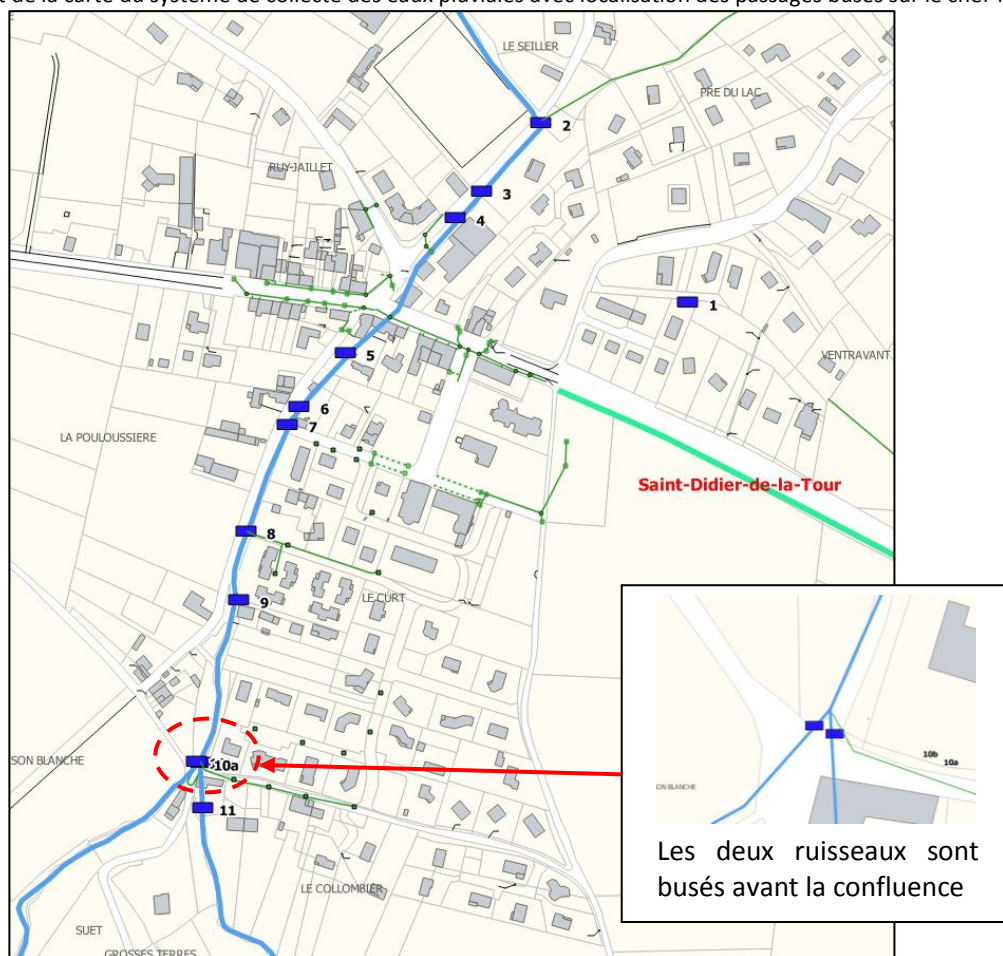 de la carte du système de collecte des eaux pluviales avec localisation des passages busés sur le chef
LE SEILLER
PRE DU LAC
2
RUY-JAILLET
3
4
1
VENTRAVANT
5
6
7
LA POULOUSSIERE
Saint-Didier-de-la-Tour
8
LE CURT
9
SON BLANCHE
10a
11
LE COLLOMBIER
SUET
GROSSES TERRES
10b
10a
ON BLANCHE
Les deux ruisseaux sont
busés avant la confluence